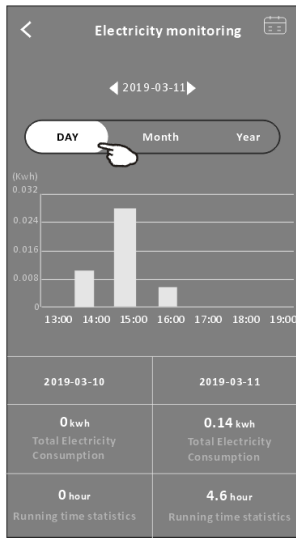 Electricity monitoring
2019-03-11
DAY Month Year
(Kwh)
0.032
0.024
0.016
0.008
0
13:00 14:00 15:00 16:00 17:00 18:00 19:00
2019-03-10 2019-03-11
0 kwh 0.14 kwh
Total Electricity Total Electricity
Consumption Consumption
0 hour 4.6 hour
Running time statistics Running time statistics